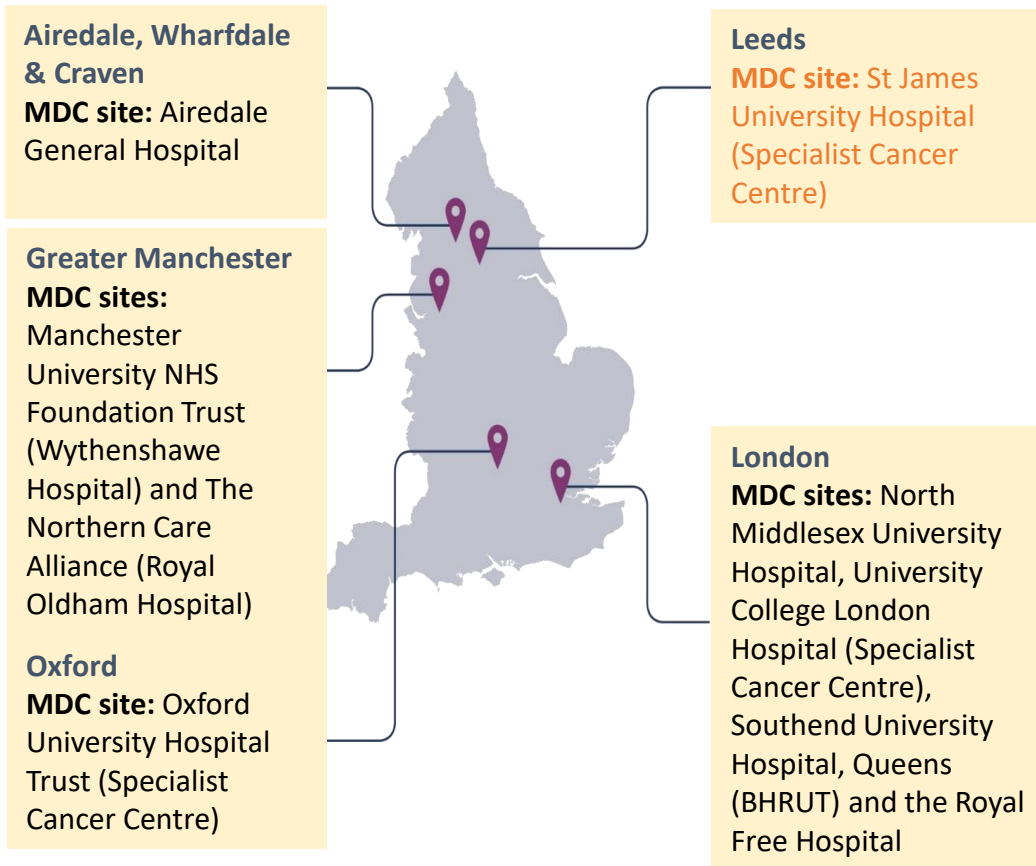 Airedale, Wharfdale
& Craven
MDC site: Airedale
General Hospital
Greater Manchester
MDC sites:
Manchester
University NHS
Foundation Trust
(Wythenshawe
Hospital) and The
Northern Care
Alliance (Royal
Oldham Hospital)
Oxford
MDC site: Oxford
University Hospital
Trust (Specialist
Cancer Centre)
Leeds
MDC site: St James
University Hospital
(Specialist Cancer
Centre)
London
MDC sites: North
Middlesex University
Hospital, University
College London
Hospital (Specialist
Cancer Centre),
Southend University
Hospital, Queens
(BHRUT) and the Royal
Free Hospital